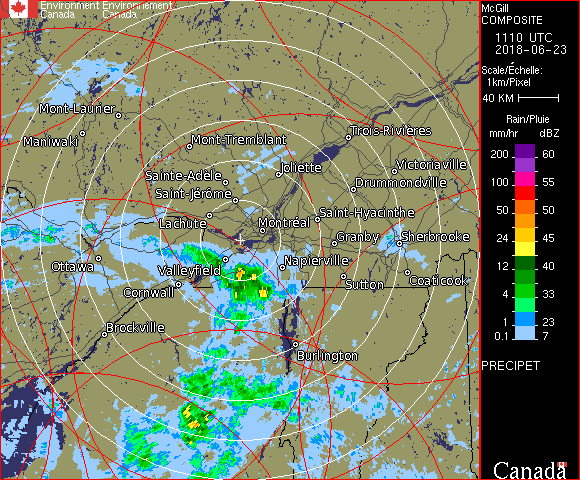 Environment Environnement
Canada Canada
McGill
COMPOSITE
1110 UTC
2018-06-23
Scale/Échelle:
1km/Pixel
40 KM
Rain/Pluie
mm/hr dBZ
200 60
100 55
50 50
24 45
12 40
4 33
1 23
0.1 7
PRECIPET
Canada
Mont-Laurier
Maniwaki
Mont-Tremblant
Trois-Rivières
Joliette
Victoriaville
Sainte-Adèle
Drummondville
Saint-Jérôme
Lachute
Saint-Hyacinthe
Montréal
Granby
Sherbrooke
Ottawa
Valleyfield
Napierville
Cornwall
Sutton
Coaticook
Brockville
Burlington